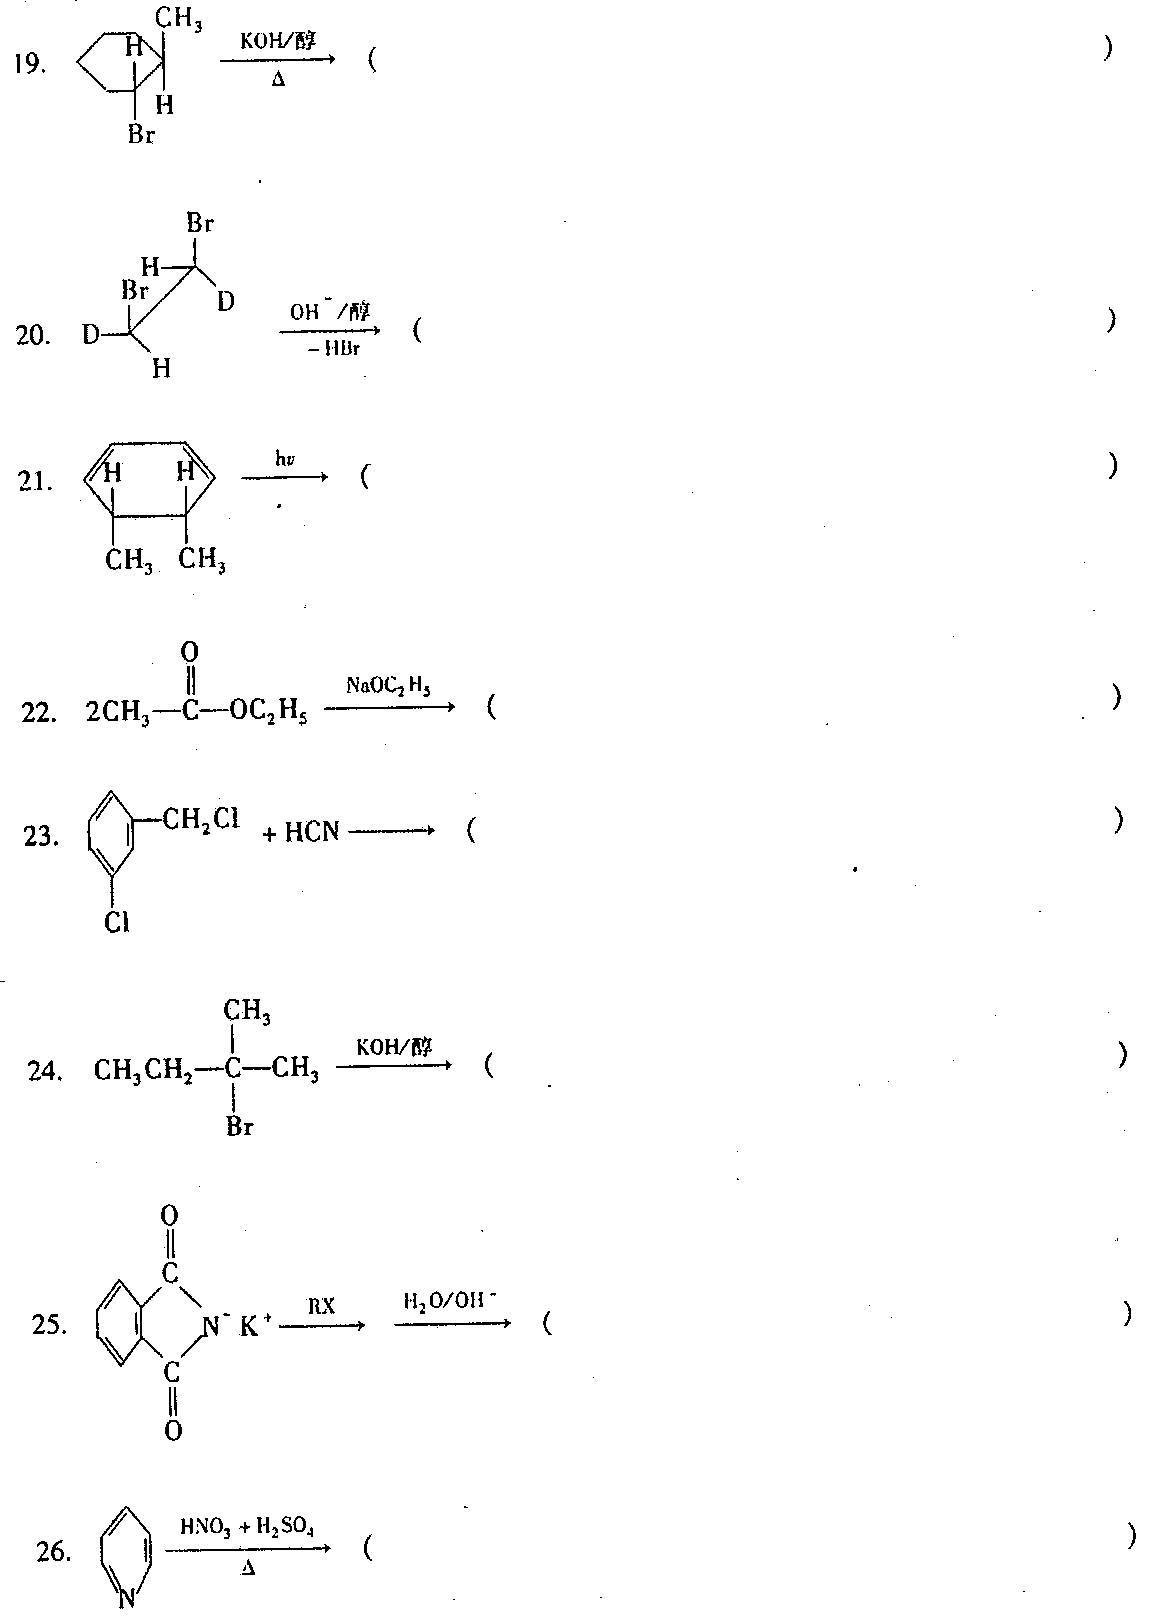 CH₃
H
19. KOH/醇 (                )
Δ
H
Br
Br
H
Br
D
20. D OH⁻/醇 (                )
−HBr
H
21. H H hν (                )
CH₃ CH₃
O
22. 2CH₃—C—OC₂H₅ NaOC₂H₅ (                )
23. CH₂Cl + HCN (                )
Cl
CH₃
24. CH₃CH₂—C—CH₃ KOH/醇 (                )
Br
O
C
25. N⁻ K⁺ RX H₂O/OH⁻ (                )
C
O
26. HNO₃ + H₂SO₄ (                )
Δ
N